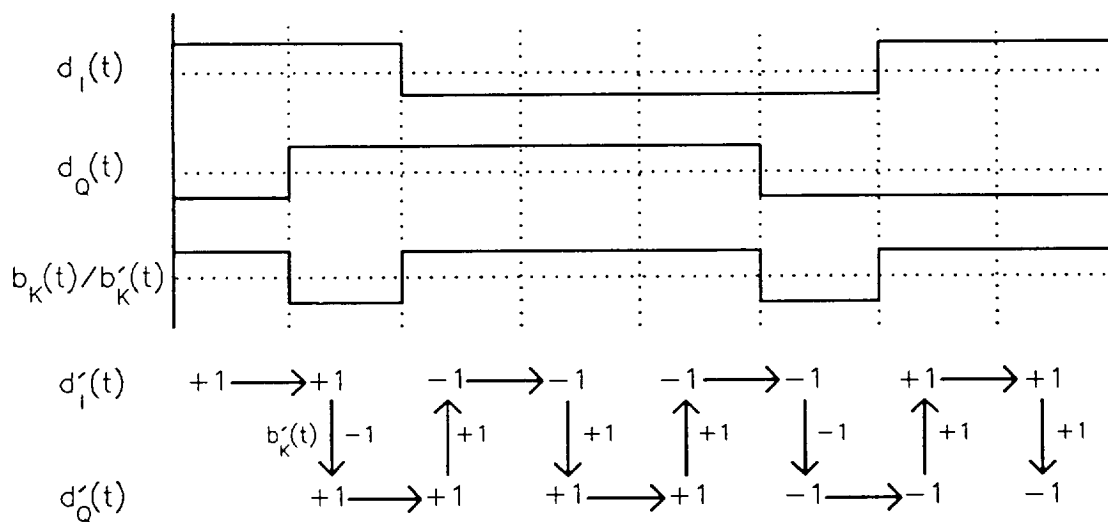 d_I(t)
d_Q(t)
b_K(t)/b′_K(t)
d′_I(t) +1 +1 −1 −1 −1 −1 +1 +1
b′_K(t) −1 +1 +1 +1 −1 +1 +1
d′_Q(t) +1 +1 +1 +1 −1 −1 −1